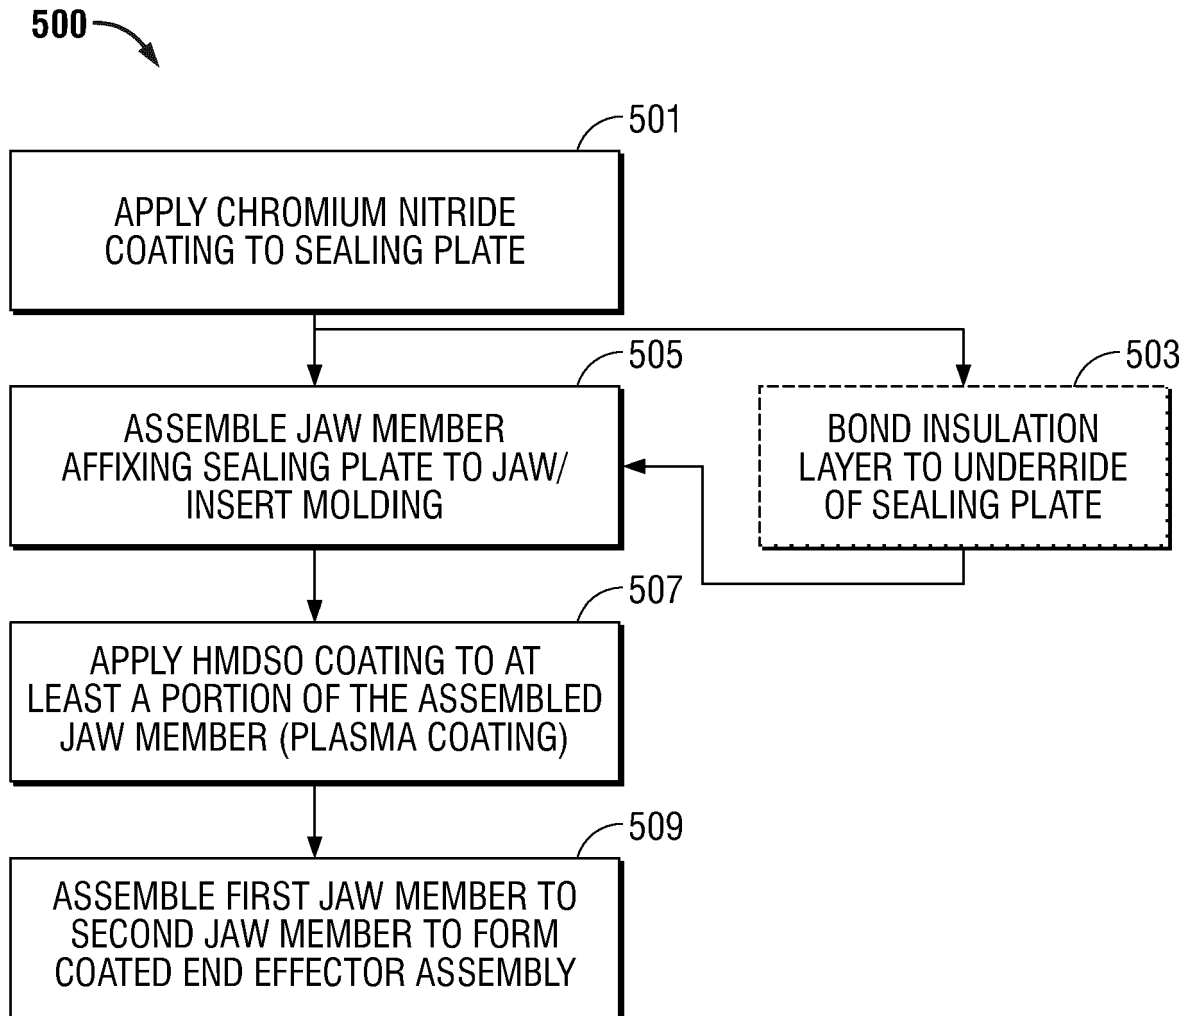 500
501
APPLY CHROMIUM NITRIDE
COATING TO SEALING PLATE
505
ASSEMBLE JAW MEMBER
AFFIXING SEALING PLATE TO JAW/
INSERT MOLDING
503
BOND INSULATION
LAYER TO UNDERRIDE
OF SEALING PLATE
507
APPLY HMDSO COATING TO AT
LEAST A PORTION OF THE ASSEMBLED
JAW MEMBER (PLASMA COATING)
509
ASSEMBLE FIRST JAW MEMBER TO
SECOND JAW MEMBER TO FORM
COATED END EFFECTOR ASSEMBLY